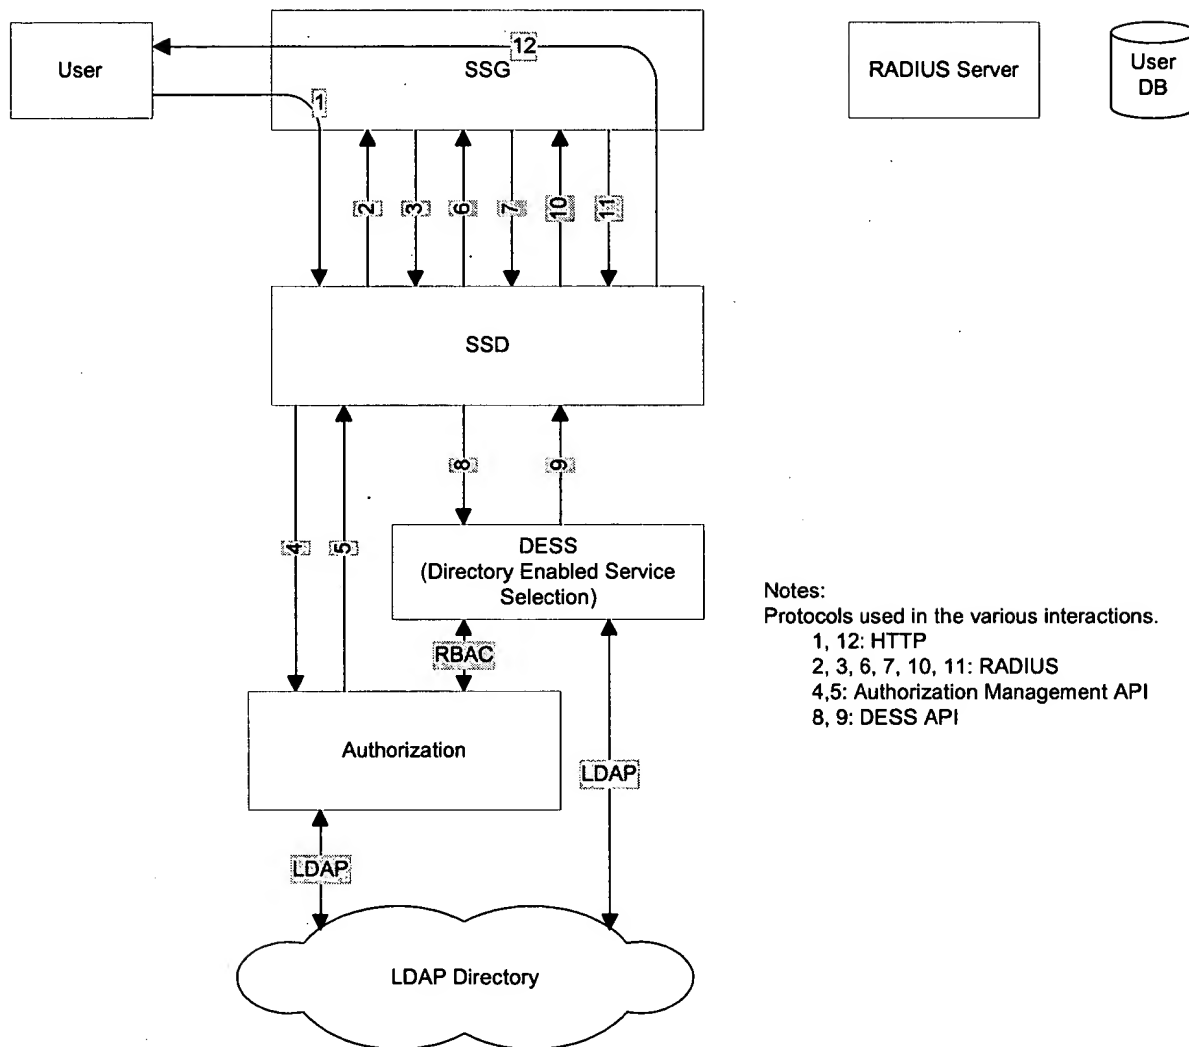 12
User
SSG
RADIUS Server
User
DB
1
2
3
6
7
10
11
SSD
8
9
4
5
DESS
(Directory Enabled Service
Selection)
Notes:
Protocols used in the various interactions.
1, 12: HTTP
2, 3, 6, 7, 10, 11: RADIUS
4,5: Authorization Management API
8, 9: DESS API
RBAC
Authorization
LDAP
LDAP
LDAP Directory